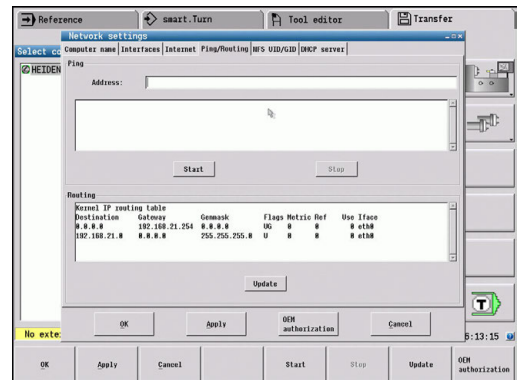 Reference
smart.Turn
Tool editor
Transfer
Network settings
Select co
Computer name Interfaces Internet Ping/Routing NFS UID/GID DHCP server
HEIDEN
Ping
Address:
Start Stop
Routing
Kernel IP routing table
Destination Gateway Genmask Flags Metric Ref Use Iface
0.0.0.0 192.168.21.254 0.0.0.0 UG 0 0 0 eth0
192.168.21.0 0.0.0.0 255.255.255.0 U 0 0 0 eth0
Update
OK Apply OEM authorization Cancel
T
No exte
5:13:15
OK Apply Cancel Start Stop Update OEM authorization